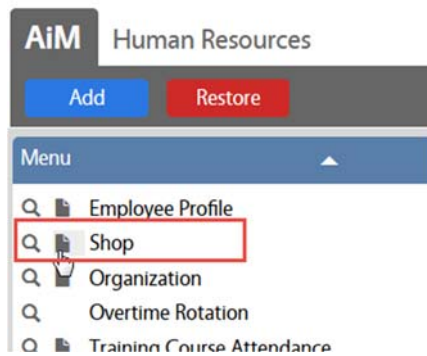 AiM Human Resources
Add Restore
Menu
Employee Profile
Shop
Organization
Overtime Rotation
Training Course Attendance